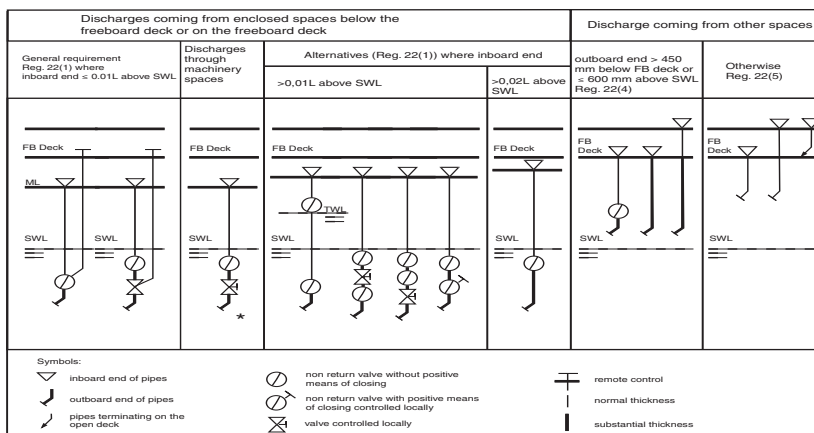 Discharges coming from enclosed spaces below the
freeboard deck or on the freeboard deck
Discharge coming from other spaces
General requirement
Reg. 22(1) where
inboard end ≤ 0.01L above SWL
Discharges
through
machinery
spaces
Alternatives (Reg. 22(1)) where inboard end
>0,01L above SWL
>0,02L above
SWL
outboard end > 450
mm below FB deck or
≤ 600 mm above SWL
Reg. 22(4)
Otherwise
Reg. 22(5)
FB Deck
FB Deck
FB Deck
FB Deck
FB
Deck
FB
Deck
ML
TWL
SWL
SWL
SWL
SWL
SWL
SWL
SWL
*
Symbols:
inboard end of pipes
outboard end of pipes
pipes terminating on the
open deck
non return valve without positive
means of closing
non return valve with positive means
of closing controlled locally
valve controlled locally
remote control
normal thickness
substantial thickness